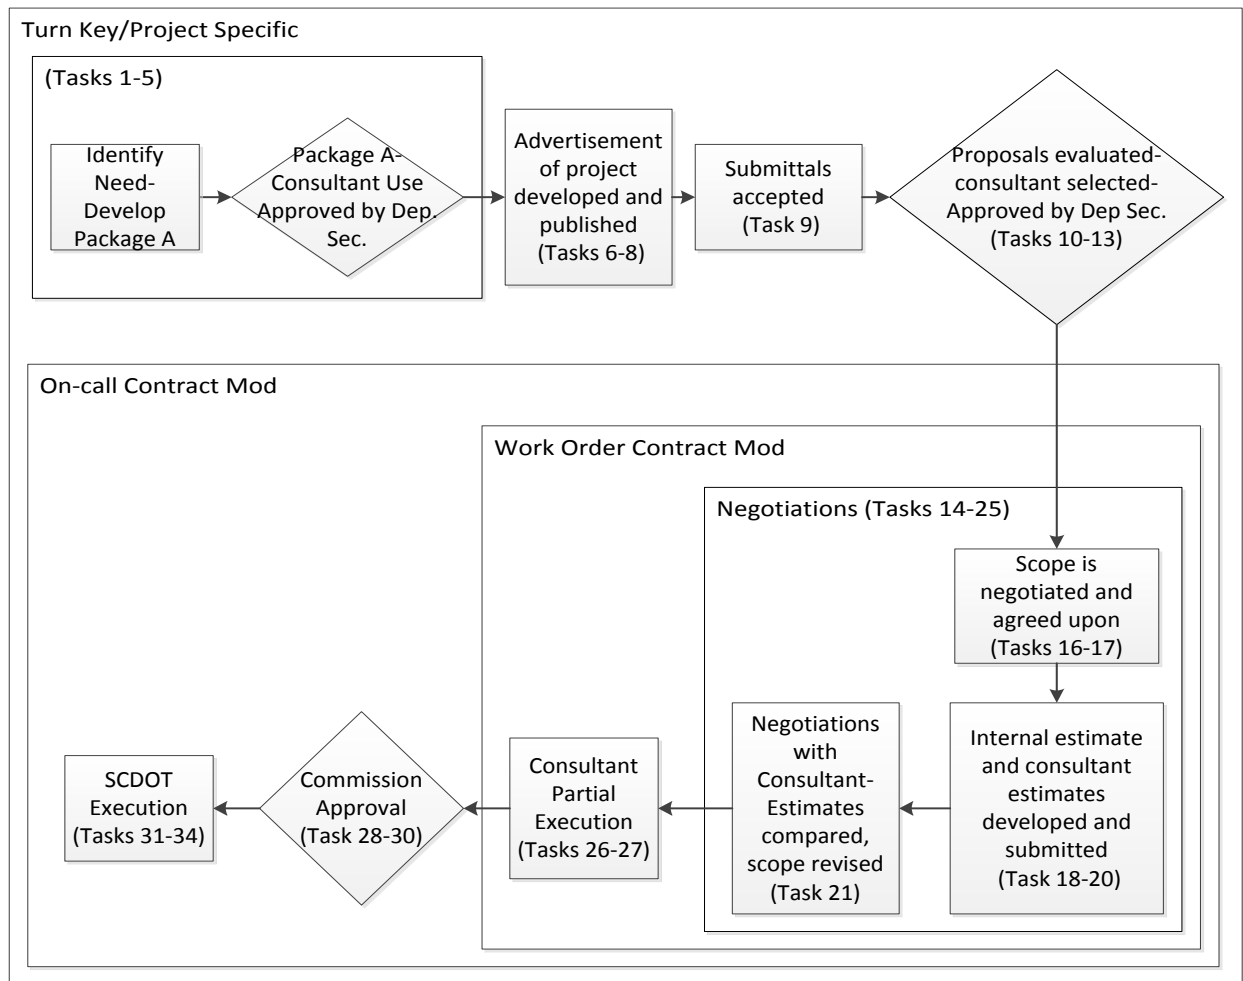 Turn Key/Project Specific
(Tasks 1-5)
Identify
Need-
Develop
Package A
Package A-
Consultant Use
Approved by Dep.
Sec.
Advertisement
of project
developed and
published
(Tasks 6-8)
Submittals
accepted
(Task 9)
Proposals evaluated-
consultant selected-
Approved by Dep Sec.
(Tasks 10-13)
On-call Contract Mod
Work Order Contract Mod
Negotiations (Tasks 14-25)
Scope is
negotiated and
agreed upon
(Tasks 16-17)
Internal estimate
and consultant
estimates
developed and
submitted
(Task 18-20)
Negotiations
with
Consultant-
Estimates
compared,
scope revised
(Task 21)
Consultant
Partial
Execution
(Tasks 26-27)
Commission
Approval
(Task 28-30)
SCDOT
Execution
(Tasks 31-34)